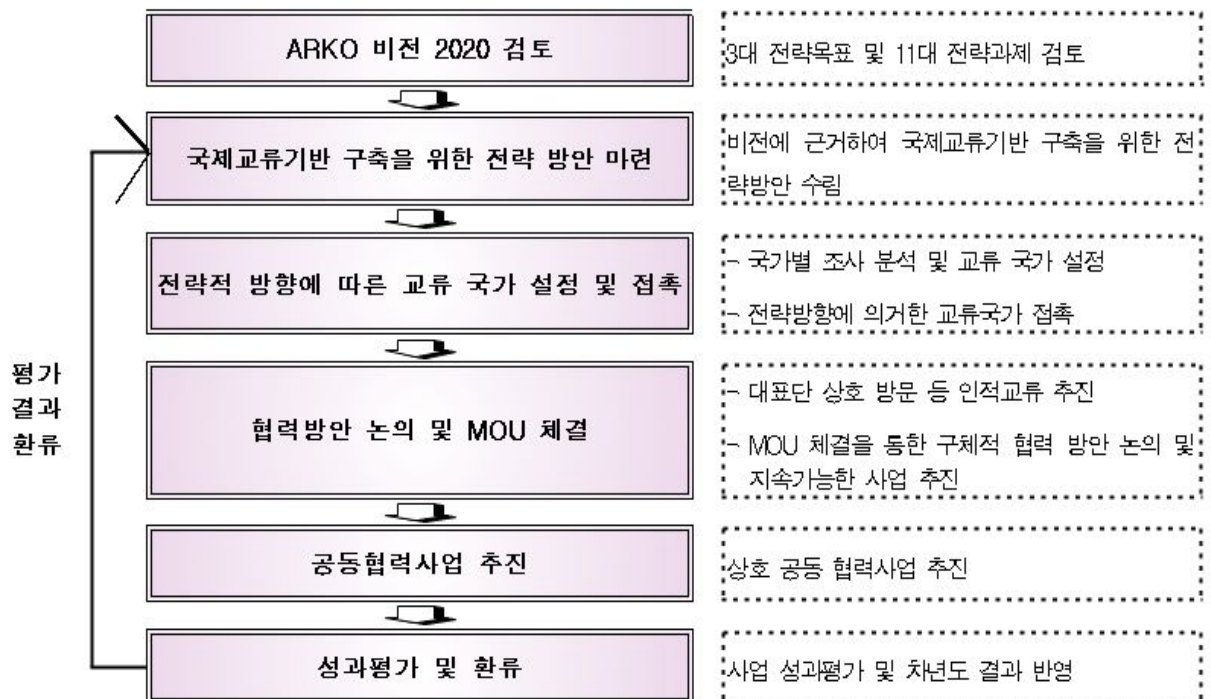 ARKO 비전 2020 검토
3대 전략목표 및 11대 전략과제 검토
국제교류기반 구축을 위한 전략 방안 마련
비전에 근거하여 국제교류기반 구축을 위한 전
략방안 수립
전략적 방향에 따른 교류 국가 설정 및 접촉
- 국가별 조사 분석 및 교류 국가 설정
- 전략방향에 의거한 교류국가 접촉
협력방안 논의 및 MOU 체결
- 대표단 상호 방문 등 인적교류 추진
- MOU 체결을 통한 구체적 협력 방안 논의 및
지속가능한 사업 추진
공동협력사업 추진
상호 공동 협력사업 추진
성과평가 및 환류
사업 성과평가 및 차년도 결과 반영
평가
결과
환류